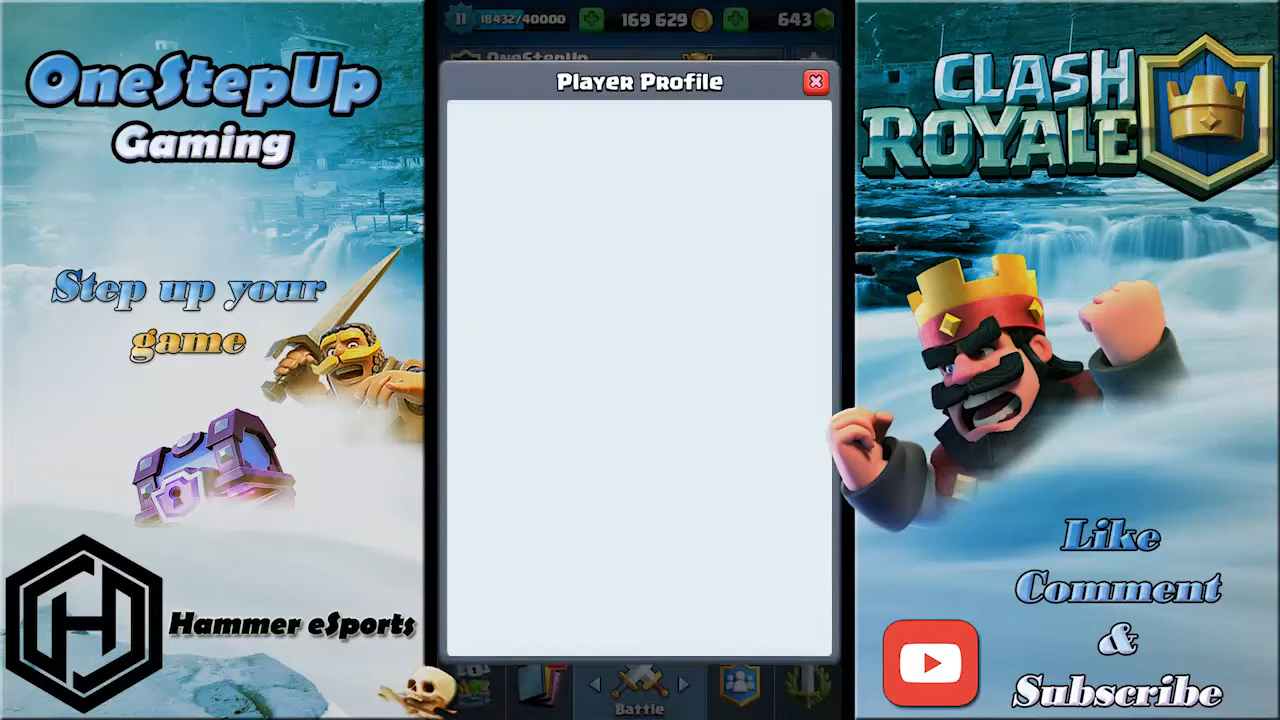 OneStepUp
Gaming
Step up your
game
Hammer eSports
11 18432/40000 169 629 643
OneStepUp
Player Profile
Battle
CLASH
ROYALE
Like
Comment
&
Subscribe